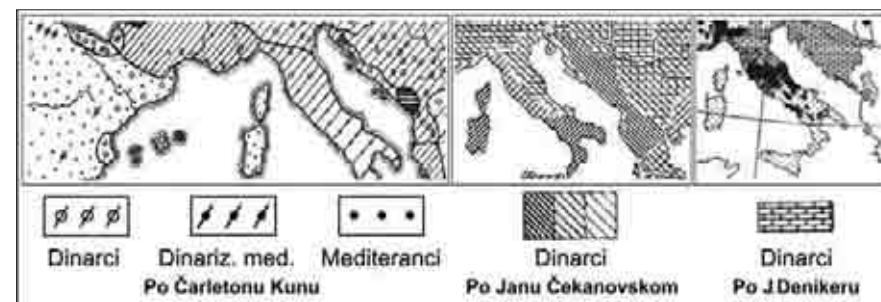 Dinarci Dinariz. med. Mediteranci Dinarci Dinarci
Po Čarletonu Kunu Po Janu Čekanovskom Po J.Denikeru